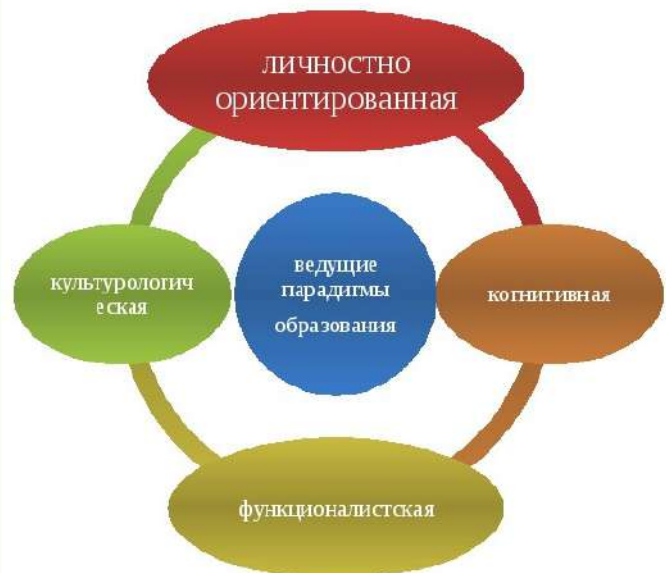 личностно
ориентированная
культурологич
еская
ведущие
парадигмы
образования
когнитивная
функционалистская